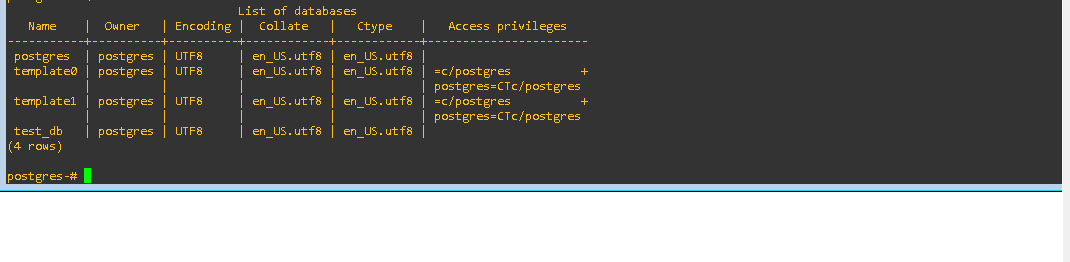 List of databases
Name | Owner | Encoding | Collate | Ctype | Access privileges
-----------+----------+----------+------------+------------+-----------------------
postgres | postgres | UTF8 | en_US.utf8 | en_US.utf8 |
template0 | postgres | UTF8 | en_US.utf8 | en_US.utf8 | =c/postgres +
| | | | | postgres=CTc/postgres
template1 | postgres | UTF8 | en_US.utf8 | en_US.utf8 | =c/postgres +
| | | | | postgres=CTc/postgres
test_db | postgres | UTF8 | en_US.utf8 | en_US.utf8 |
(4 rows)
postgres-#